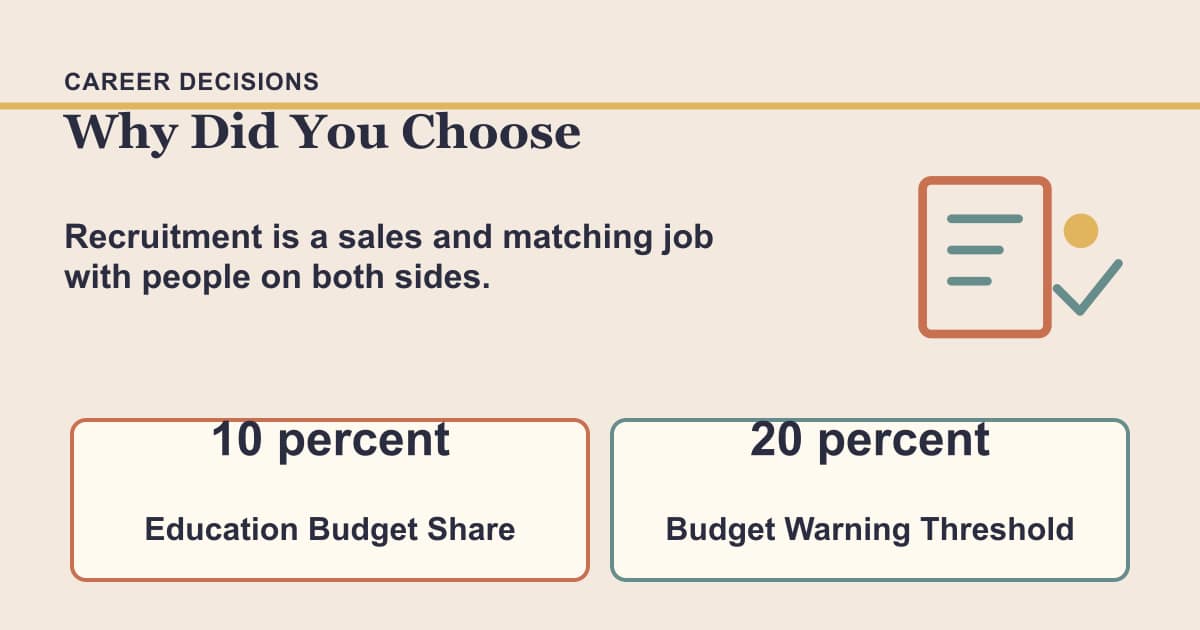 CAREER DECISIONS
Why Did You Choose
Recruitment is a sales and matching job
with people on both sides.
10 percent
Education Budget Share
20 percent
Budget Warning Threshold